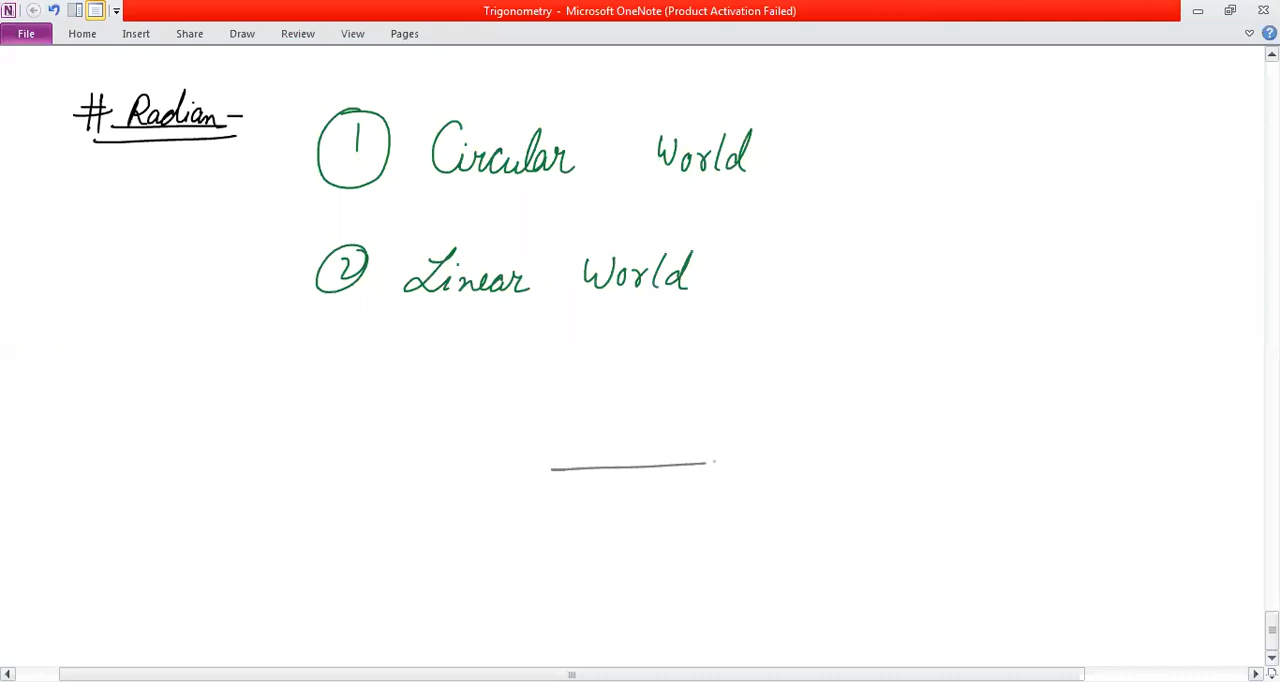 Trigonometry - Microsoft OneNote (Product Activation Failed)
File Home Insert Share Draw Review View Pages
# Radian -
1 Circular World
2 Linear World